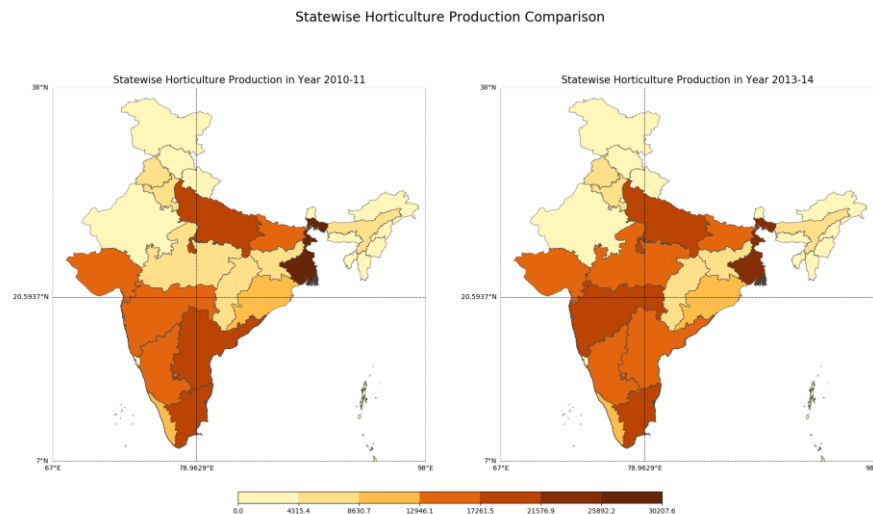 Statewise Horticulture Production Comparison
Statewise Horticulture Production in Year 2010-11
38°N
20.5937°N
7°N
67°E 78.9629°E 98°E
Statewise Horticulture Production in Year 2013-14
38°N
20.5937°N
7°N
67°E 78.9629°E 98
0.0 4315.4 8630.7 12946.1 17261.5 21576.9 25892.2 30207.6